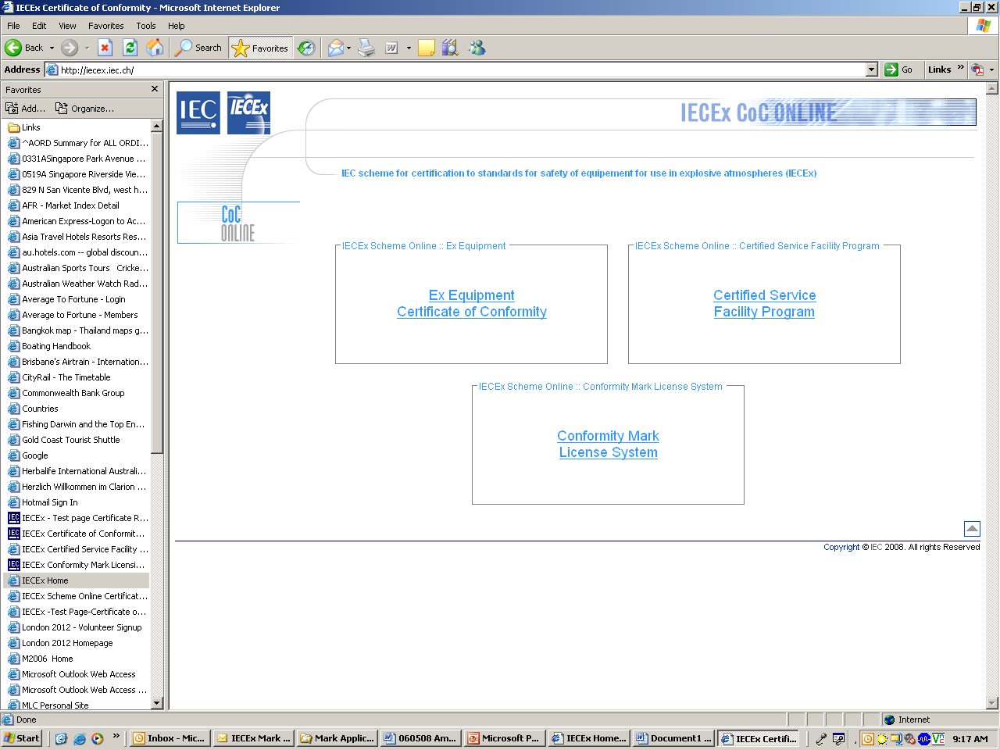 IECEx Certificate of Conformity - Microsoft Internet Explorer
File Edit View Favorites Tools Help
Back Search Favorites
Address http://iecex.iec.ch/ Go Links »
Favorites
Add... Organize...
Links
^AORD Summary for ALL ORDI...
0331ASingapore Park Avenue ...
0519A Singapore Riverside Vie...
829 N San Vicente Blvd, west h...
AFR - Market Index Detail
American Express-Logon to Ac...
Asia Travel Hotels Resorts Res...
au.hotels.com -- global discoun...
Australian Sports Tours Cricke...
Australian Weather Watch Rad...
Average To Fortune - Login
Average to Fortune - Members
Bangkok map - Thailand maps g...
Boating Handbook
Brisbane's Airtrain - Internation...
CityRail - The Timetable
Commonwealth Bank Group
Countries
Fishing Darwin and the Top En...
Gold Coast Tourist Shuttle
Google
Herbalife International Australi...
Herzlich Willkommen im Clarion ...
Hotmail Sign In
IEC IECEx - Test page Certificate R...
IEC IECEx Certificate of Conformit...
IECEx Certified Service Facility ...
IEC IECEx Conformity Mark Licensi...
IECEx Home
IECEx Scheme Online Certificat...
IECEx -Test Page-Certificate o...
London 2012 - Volunteer Signup
London 2012 Homepage
M2006 Home
Microsoft Outlook Web Access
Microsoft Outlook Web Access ...
MLC Personal Site
IEC IECEx
IECEx CoC ONLINE
IEC scheme for certification to standards for safety of equipement for use in explosive atmospheres (IECEx)
CoC
ONLINE
IECEx Scheme Online :: Ex Equipment
Ex Equipment
Certificate of Conformity
IECEx Scheme Online :: Certified Service Facility Program
Certified Service
Facility Program
IECEx Scheme Online :: Conformity Mark License System
Conformity Mark
License System
Copyright © IEC 2008. All rights Reserved
Done Internet
Start » Inbox - Mic... IECEx Mark ... Mark Applic... 060508 Am... Microsoft P... IECEx Home... Document1 ... IECEx Certifi... 9:17 AM